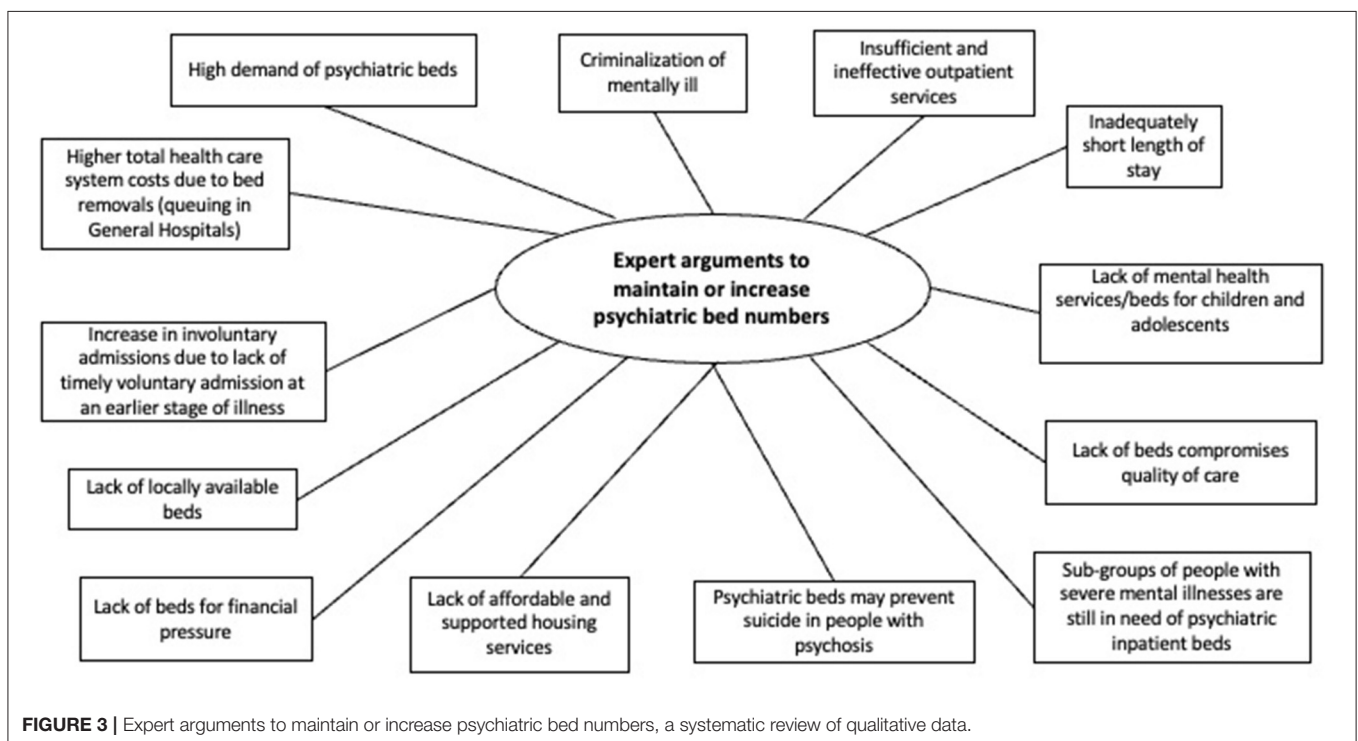 High demand of psychiatric beds
Criminalization of
mentally ill
Insufficient and
ineffective outpatient
services
Inadequately
short length of
stay
Higher total health care
system costs due to bed
removals (queuing in
General Hospitals)
Expert arguments to
maintain or increase
psychiatric bed numbers
Lack of mental health
services/beds for children and
adolescents
Increase in involuntary
admissions due to lack of
timely voluntary admission at
an earlier stage of illness
Lack of beds compromises
quality of care
Lack of locally available
beds
Lack of beds for financial
pressure
Lack of affordable and
supported housing
services
Psychiatric beds may prevent
suicide in people with
psychosis
Sub-groups of people with
severe mental illnesses are
still in need of psychiatric
inpatient beds
FIGURE 3 | Expert arguments to maintain or increase psychiatric bed numbers, a systematic review of qualitative data.